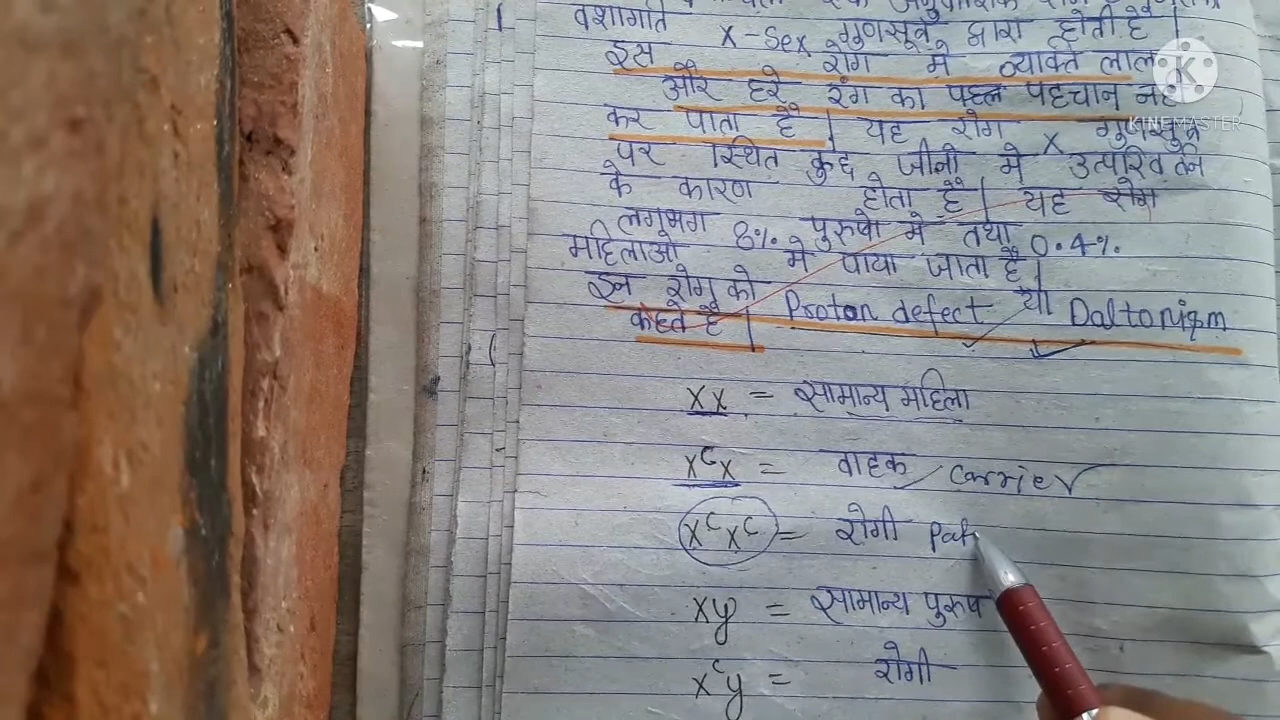 वंशागति X-Sex गुणसूत्र द्वारा होती है|
इस रोग में व्यक्ति लाल
और हरे रंग का पहचान नही
कर पाता है| यह रोग X गुणसूत्र
पर स्थित कुछ जीनो मे उत्परिवर्तन
के कारण होता है| यह रोग
लगभग 8% पुरुषो मे तथा 0.4%
महिलाओ मे पाया जाता है|
इन रोग को Proton defect या Daltonism
कहते है|
XX = सामान्य महिला
XᶜX = वाहक Carrier
XᶜXᶜ = रोगी Pat
Xy = सामान्य पुरुष
Xᶜy = रोगी
K
KINEMASTER